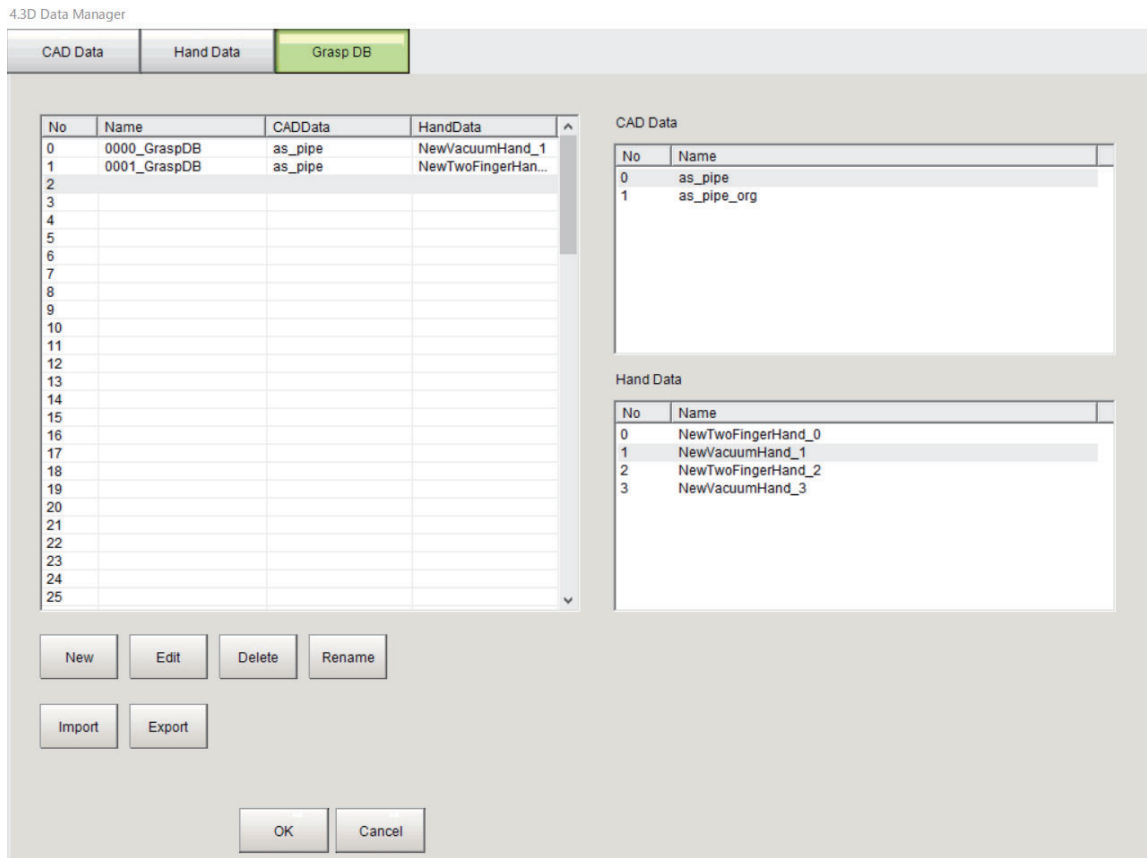 4.3D Data Manager
CAD Data Hand Data Grasp DB
No Name CADData HandData
0 0000_GraspDB as_pipe NewVacuumHand_1
1 0001_GraspDB as_pipe NewTwoFingerHan...
2
3
4
5
6
7
8
9
10
11
12
13
14
15
16
17
18
19
20
21
22
23
24
25
New Edit Delete Rename
Import Export
OK Cancel
CAD Data
No Name
0 as_pipe
1 as_pipe_org
Hand Data
No Name
0 NewTwoFingerHand_0
1 NewVacuumHand_1
2 NewTwoFingerHand_2
3 NewVacuumHand_3